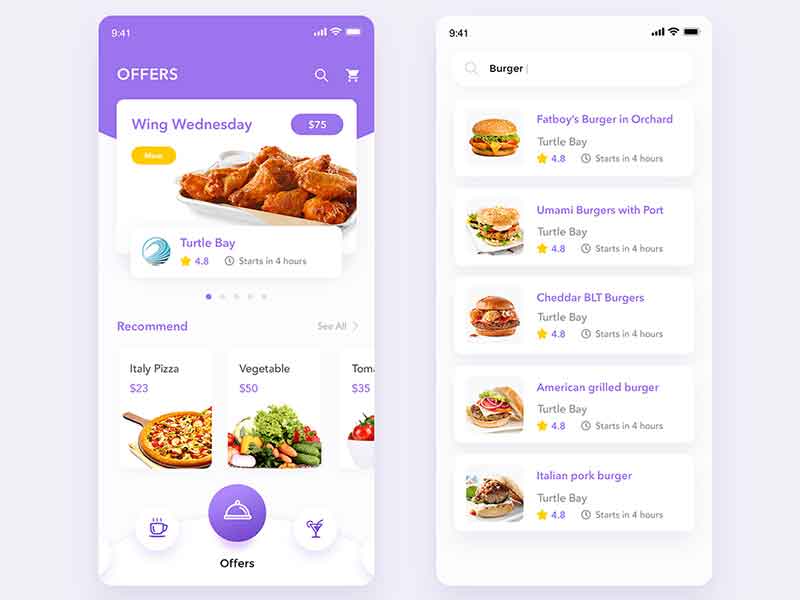 9:41
OFFERS
Wing Wednesday
$75
Turtle Bay
4.8 Starts in 4 hours
Recommend
See All
Italy Pizza
$23
Vegetable
$50
Toma
$35
Offers
9:41
Burger
Fatboy's Burger in Orchard
Turtle Bay
4.8 Starts in 4 hours
Umami Burgers with Port
Turtle Bay
4.8 Starts in 4 hours
Cheddar BLT Burgers
Turtle Bay
4.8 Starts in 4 hours
American grilled burger
Turtle Bay
4.8 Starts in 4 hours
Italian pork burger
Turtle Bay
4.8 Starts in 4 hours